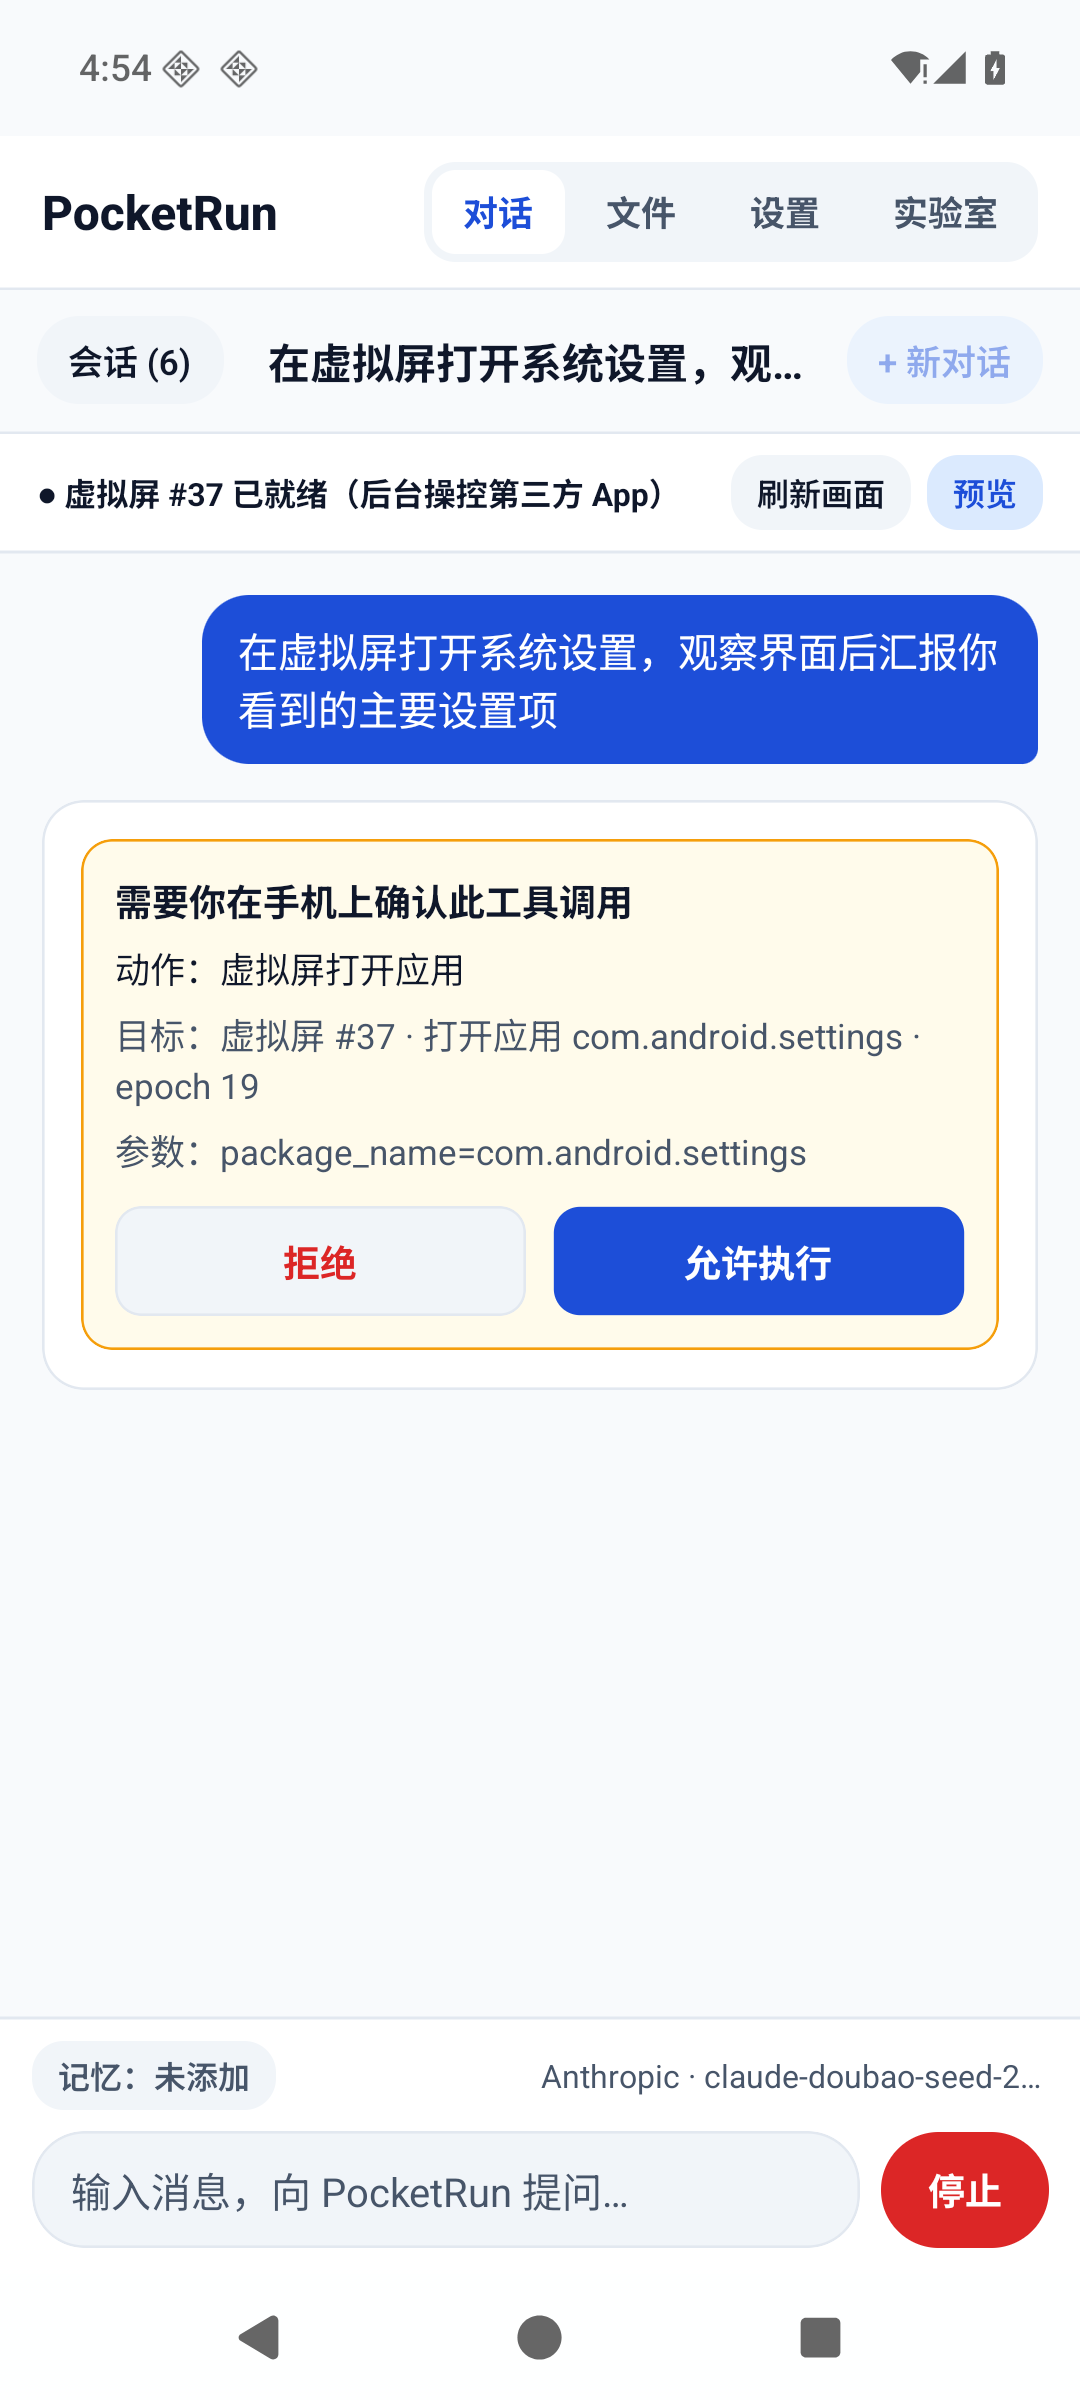 4:54
PocketRun
对话 文件 设置 实验室
会话 (6) 在虚拟屏打开系统设置，观... + 新对话
● 虚拟屏 #37 已就绪（后台操控第三方 App） 刷新画面 预览
在虚拟屏打开系统设置，观察界面后汇报你
看到的主要设置项
需要你在手机上确认此工具调用
动作：虚拟屏打开应用
目标：虚拟屏 #37 · 打开应用 com.android.settings ·
epoch 19
参数：package_name=com.android.settings
拒绝 允许执行
记忆：未添加 Anthropic · claude-doubao-seed-2...
输入消息，向 PocketRun 提问... 停止